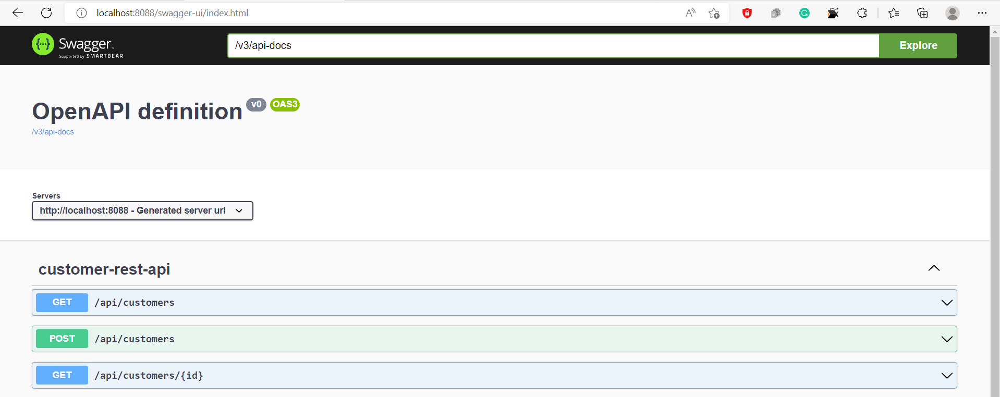 localhost:8088/swagger-ui/index.html
{···} Swagger™
Supported by SMARTBEAR
/v3/api-docs
Explore
OpenAPI definition v0 OAS3
/v3/api-docs
Servers
http://localhost:8088 - Generated server url
customer-rest-api
GET /api/customers
POST /api/customers
GET /api/customers/{id}